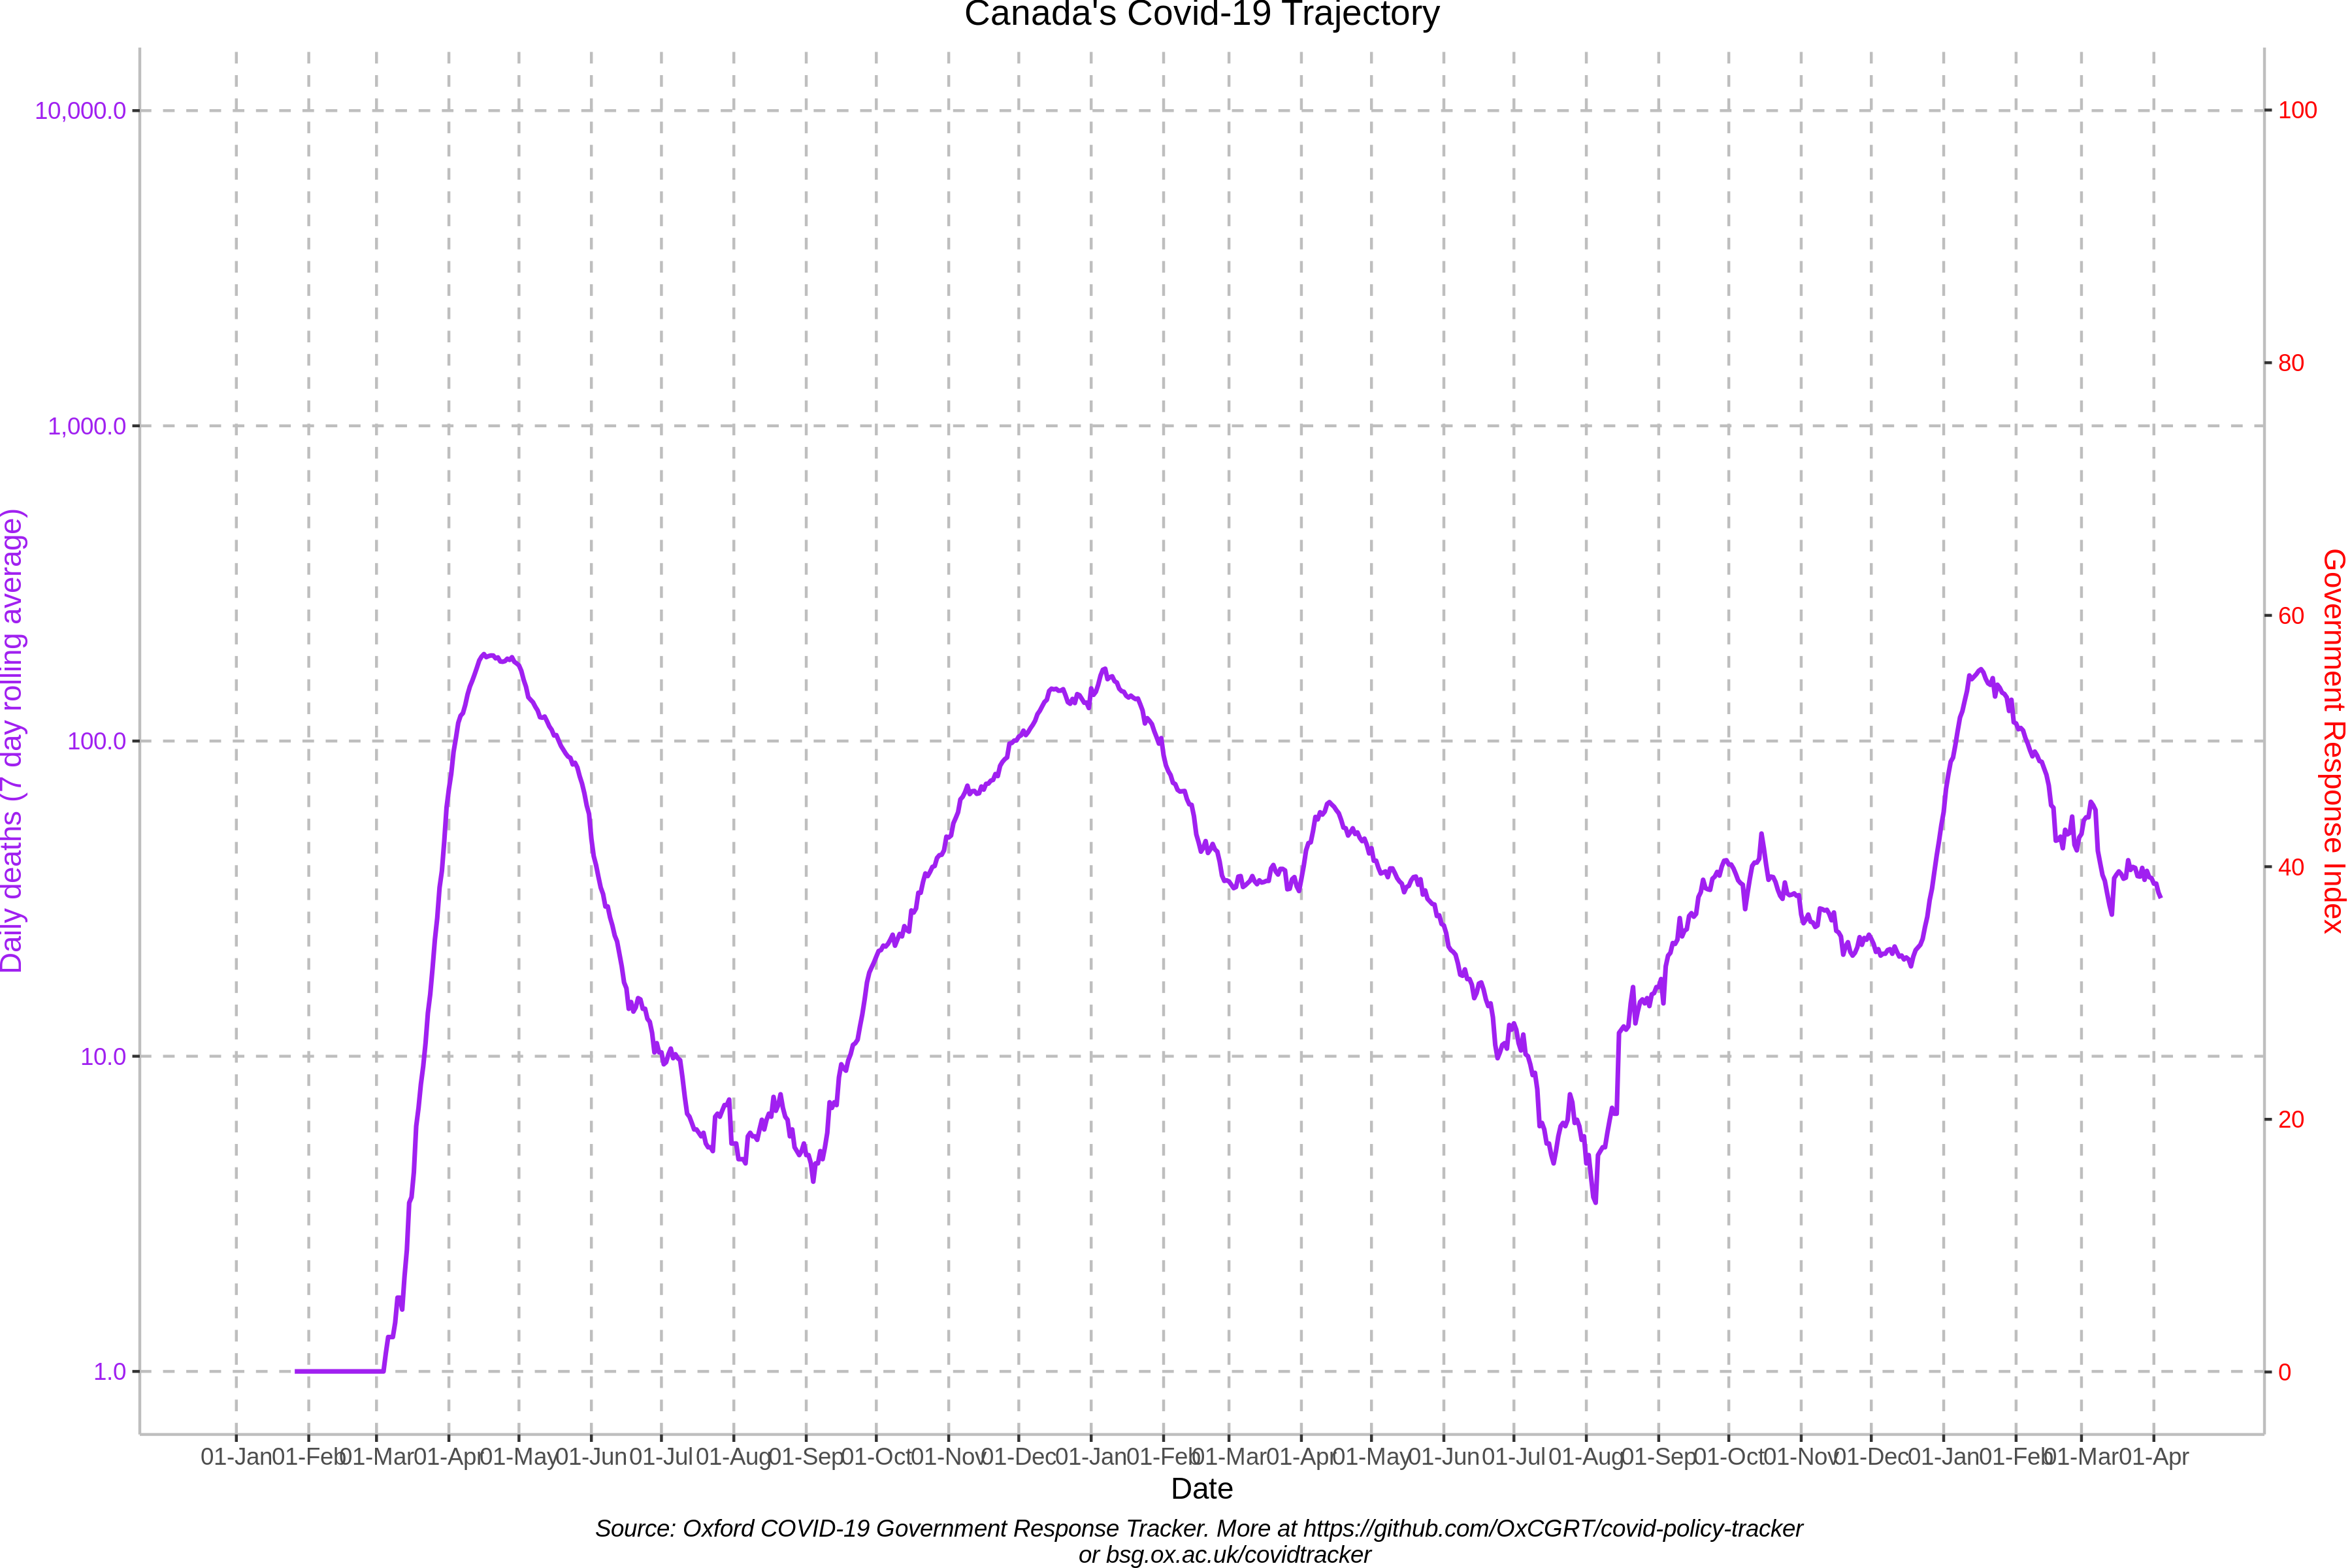 Canada's Covid-19 Trajectory
10,000.0
1,000.0
100.0
10.0
1.0
Daily deaths (7 day rolling average)
100
80
60
40
20
0
Government Response Index
01-Jan
01-Feb
01-Mar
01-Apr
01-May
01-Jun
01-Jul
01-Aug
01-Sep
01-Oct
01-Nov
01-Dec
01-Jan
01-Feb
01-Mar
01-Apr
01-May
01-Jun
01-Jul
01-Aug
01-Sep
01-Oct
01-Nov
01-Dec
01-Jan
01-Feb
01-Mar
01-Apr
Date
Source: Oxford COVID-19 Government Response Tracker. More at https://github.com/OxCGRT/covid-policy-tracker
or bsg.ox.ac.uk/covidtracker